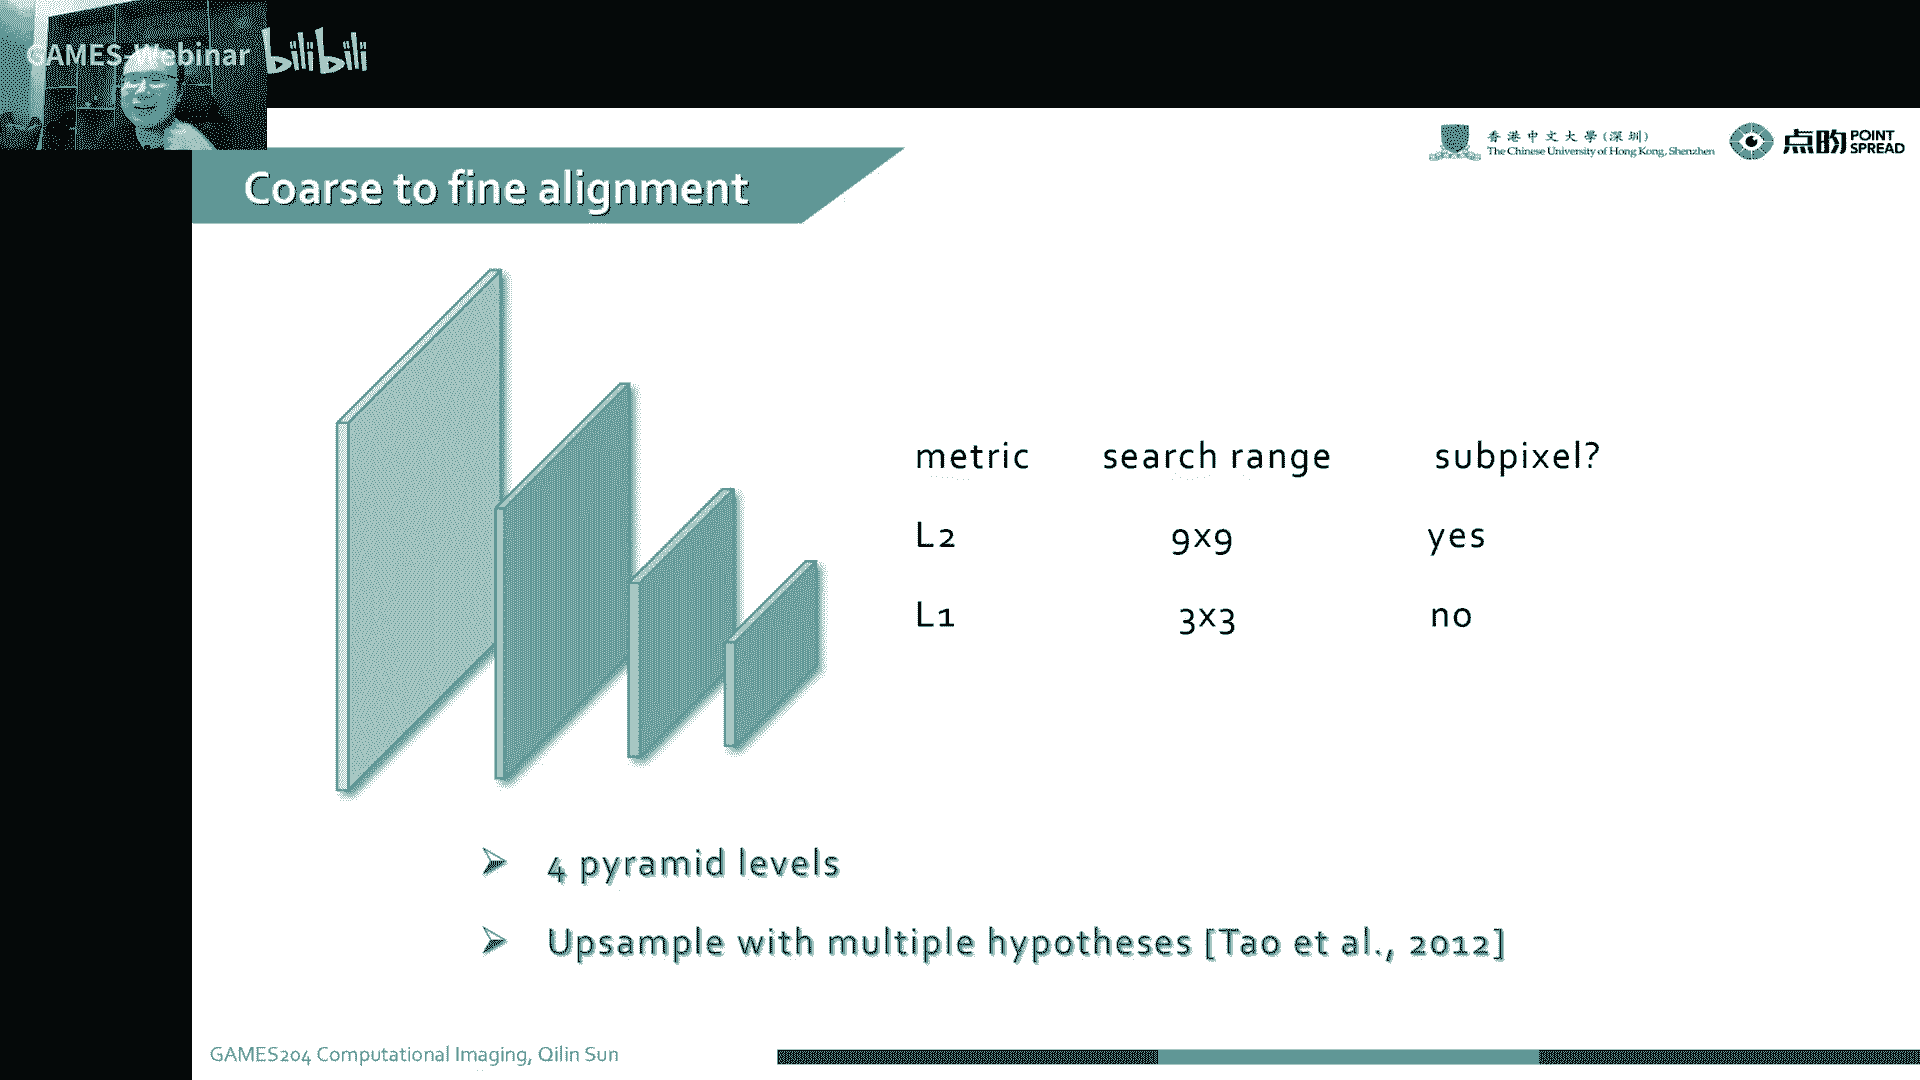 GAMES-Webinar bilibili
香港中文大學(深圳)
The Chinese University of Hong Kong, Shenzhen
点昀 POINT SPREAD
Coarse to fine alignment
metric search range subpixel?
L2 9x9 yes
L1 3x3 no
4 pyramid levels
Upsample with multiple hypotheses [Tao et al., 2012]
GAMES204 Computational Imaging, Qilin Sun